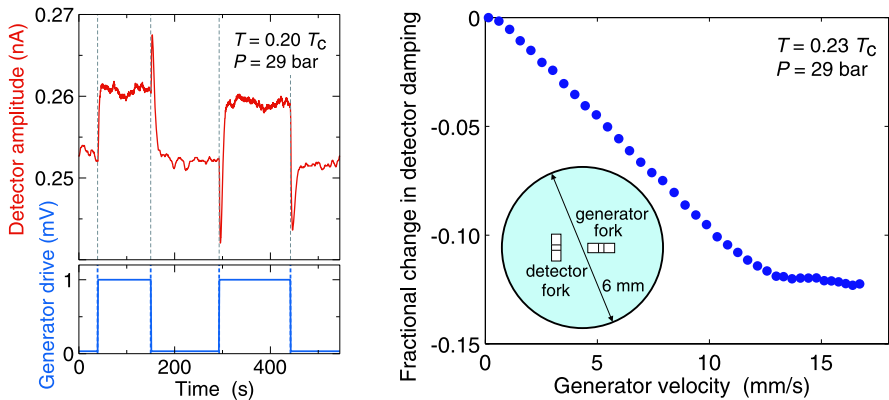 Detector amplitude (nA)
0.27
0.26
0.25
T = 0.20 Tc
P = 29 bar
Generator drive (mV)
1
0
0
200
400
Time (s)
Fractional change in detector damping
0
-0.05
-0.10
-0.15
T = 0.23 Tc
P = 29 bar
generator
fork
detector
fork
6 mm
0
5
10
15
Generator velocity (mm/s)